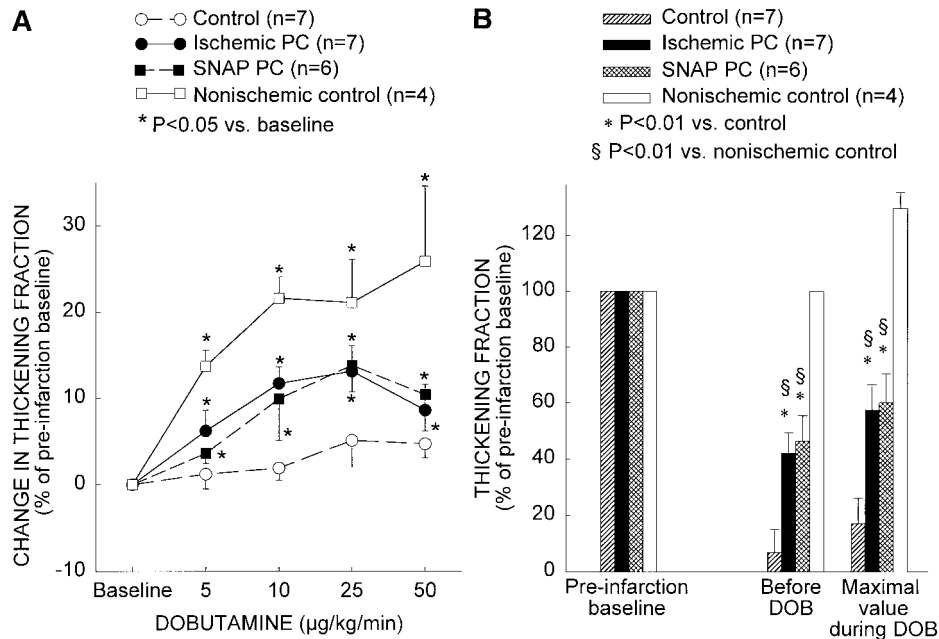 A
Control (n=7)
Ischemic PC (n=7)
SNAP PC (n=6)
Nonischemic control (n=4)
* P<0.05 vs. baseline
CHANGE IN THICKENING FRACTION
(% of pre-infarction baseline)
30
20
10
0
-10
* * * * * * * * * * * *
Baseline 5 10 25 50
DOBUTAMINE (µg/kg/min)
B
Control (n=7)
Ischemic PC (n=7)
SNAP PC (n=6)
Nonischemic control (n=4)
* P<0.01 vs. control
§ P<0.01 vs. nonischemic control
THICKENING FRACTION
(% of pre-infarction baseline)
120
100
80
60
40
20
0
§ § § §
* * * *
Pre-infarction baseline
Before DOB
Maximal value during DOB